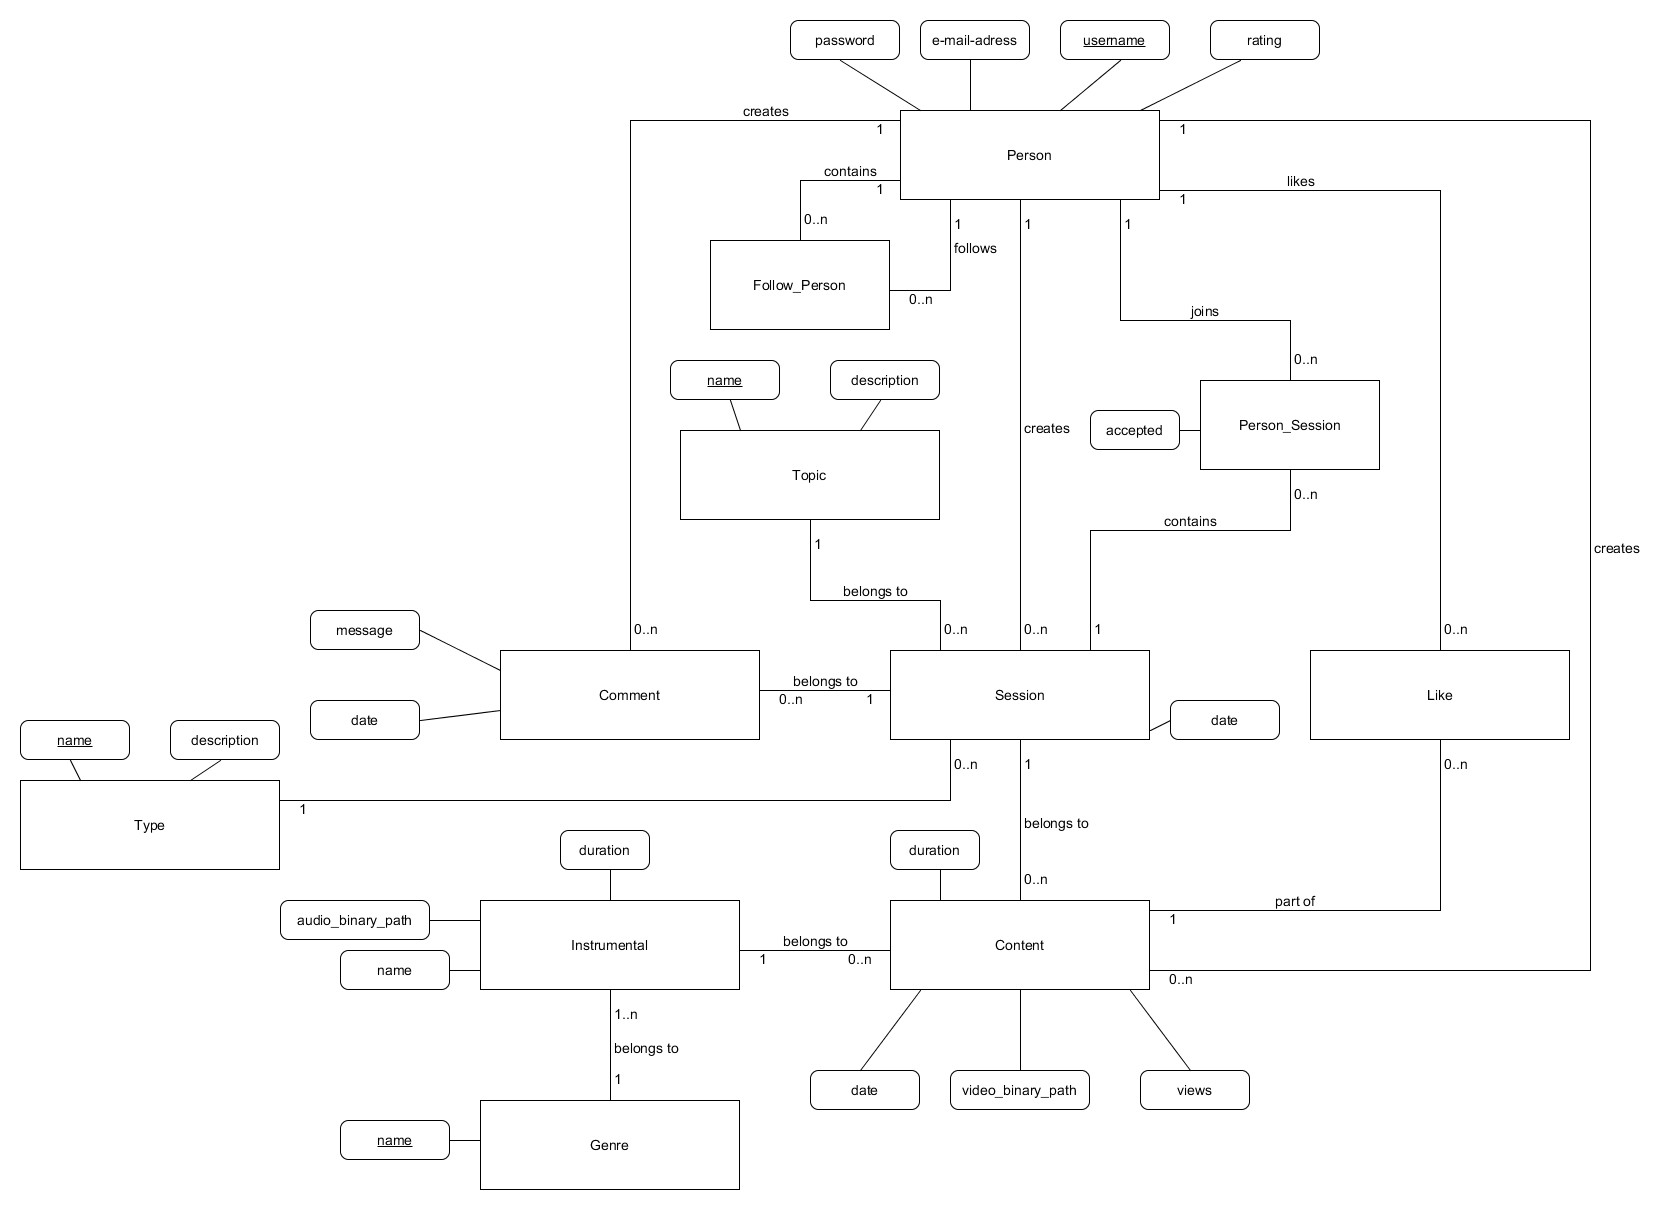 password
e-mail-adress
username
rating
creates
1
1
Person
contains
1
likes
1
0..n
1
follows
1
1
Follow_Person
0..n
joins
0..n
name
description
accepted
Person_Session
creates
Topic
0..n
contains
1
creates
belongs to
message
0..n
0..n
0..n
1
0..n
Comment
belongs to
0..n
1
Session
Like
date
date
name
description
0..n
1
0..n
1
Type
belongs to
duration
duration
0..n
part of
1
audio_binary_path
Instrumental
belongs to
1
0..n
Content
name
0..n
1..n
belongs to
1
date
video_binary_path
views
name
Genre